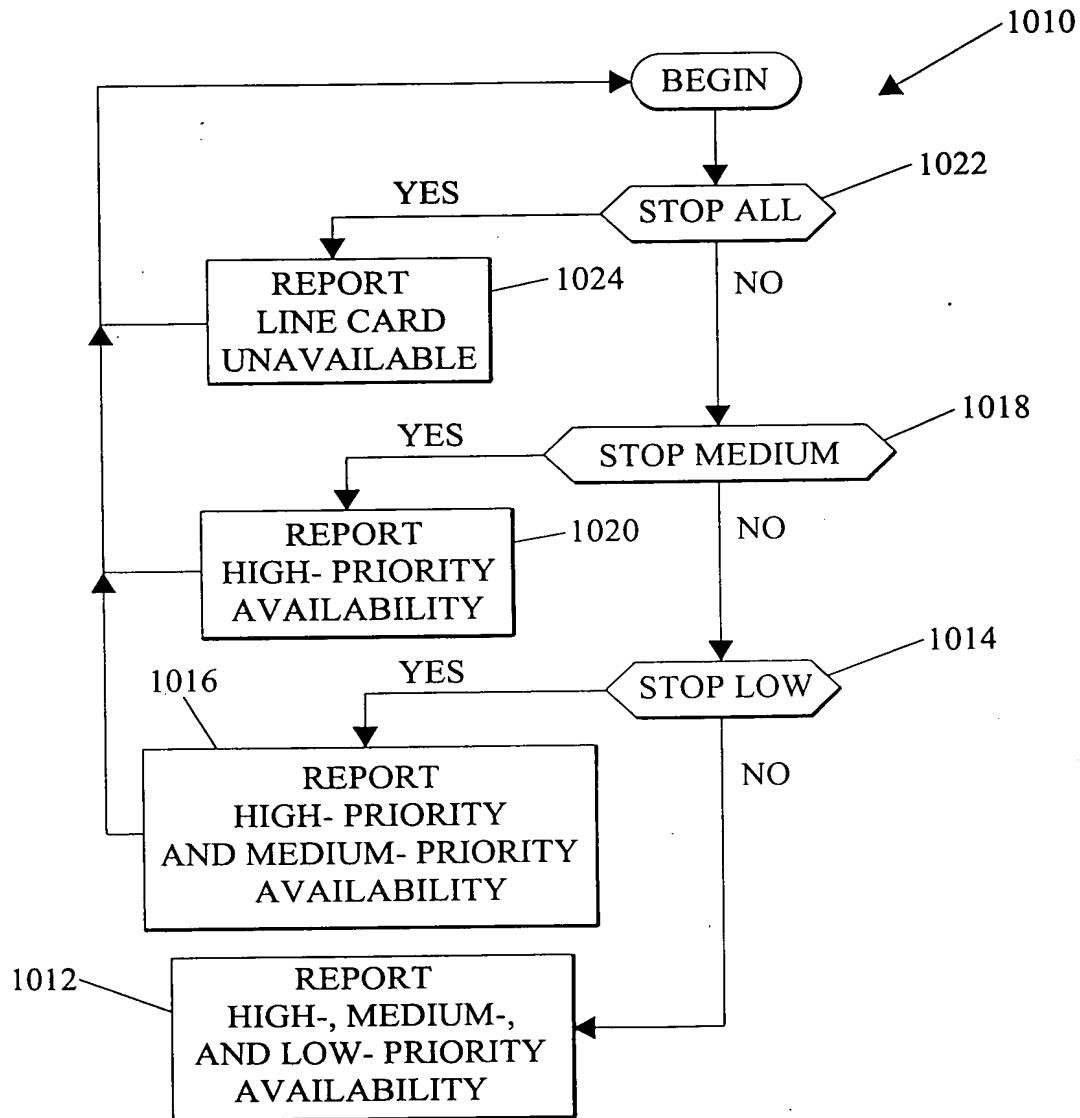 1010
BEGIN
1022
YES
STOP ALL
REPORT
LINE CARD
UNAVAILABLE
1024
NO
1018
YES
STOP MEDIUM
REPORT
HIGH- PRIORITY
AVAILABILITY
1020
NO
1014
1016
YES
STOP LOW
REPORT
HIGH- PRIORITY
AND MEDIUM- PRIORITY
AVAILABILITY
NO
1012
REPORT
HIGH-, MEDIUM-,
AND LOW- PRIORITY
AVAILABILITY